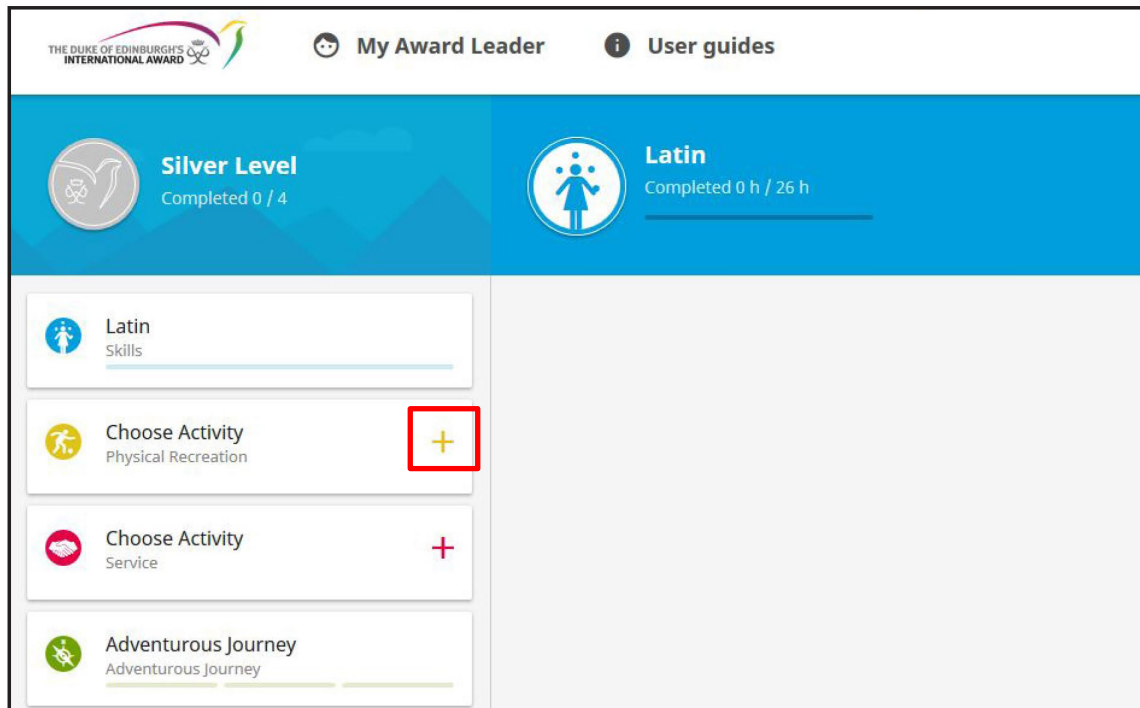 THE DUKE OF EDINBURGH'S
INTERNATIONAL AWARD
My Award Leader
User guides
Silver Level
Completed 0 / 4
Latin
Completed 0 h / 26 h
Latin
Skills
Choose Activity
Physical Recreation
Choose Activity
Service
Adventurous Journey
Adventurous Journey